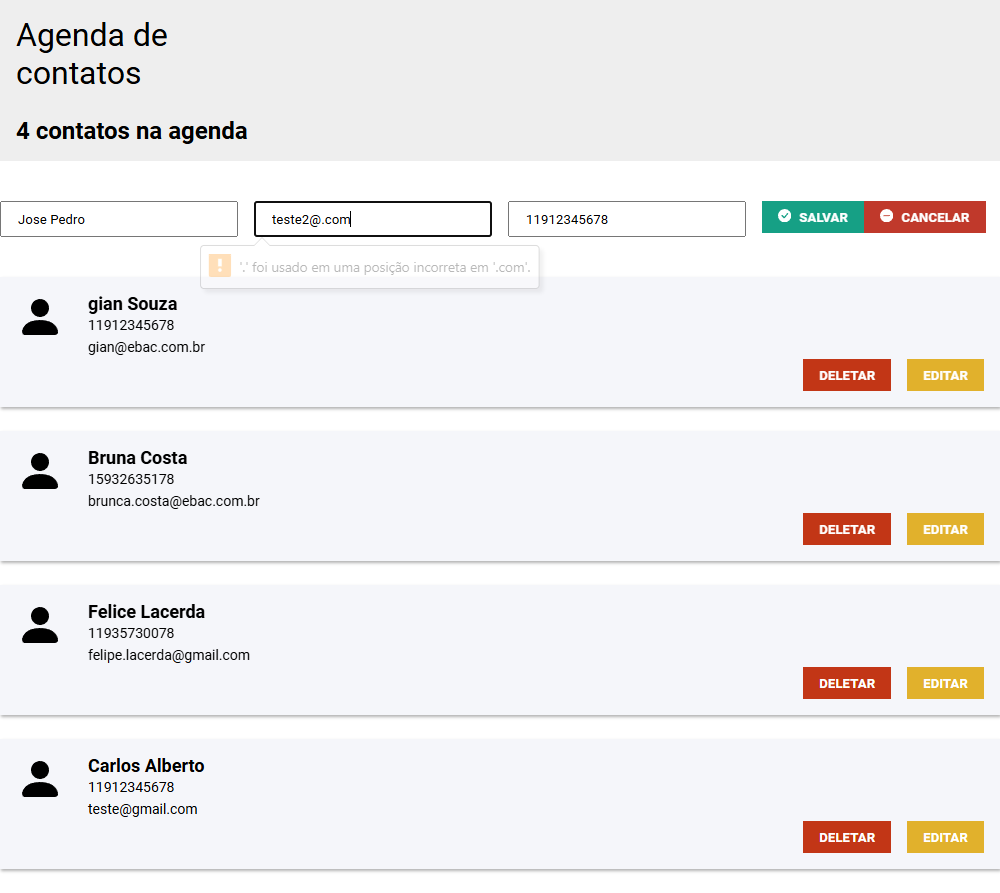 Agenda de
contatos
4 contatos na agenda
Jose Pedro teste2@.com 11912345678 SALVAR CANCELAR
'.' foi usado em uma posição incorreta em '.com'.
gian Souza
11912345678
gian@ebac.com.br
DELETAR EDITAR
Bruna Costa
15932635178
brunca.costa@ebac.com.br
DELETAR EDITAR
Felice Lacerda
11935730078
felipe.lacerda@gmail.com
DELETAR EDITAR
Carlos Alberto
11912345678
teste@gmail.com
DELETAR EDITAR